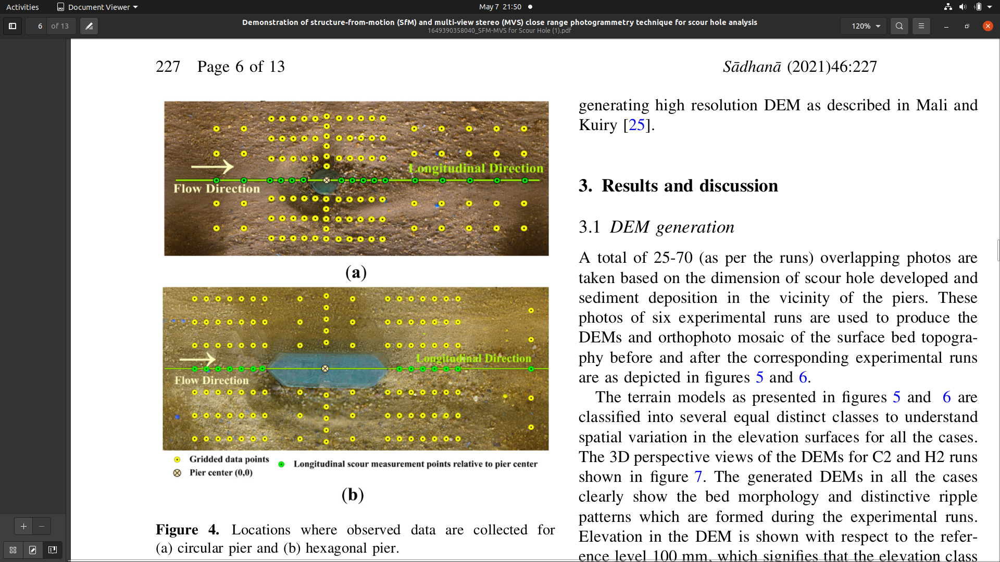 Activities
Document Viewer
May 7 21:50
6
of 13
Demonstration of structure-from-motion (SfM) and multi-view stereo (MVS) close range photogrammetry technique for scour hole analysis
1649390358040_SFM-MVS for Scour Hole (1).pdf
120%
227 Page 6 of 13
Sādhanā (2021)46:227
Longitudinal Direction
Flow Direction
(a)
Longitudinal Direction
Flow Direction
Gridded data points
Longitudinal scour measurement points relative to pier center
Pier center (0,0)
(b)
Figure 4. Locations where observed data are collected for
(a) circular pier and (b) hexagonal pier.
generating high resolution DEM as described in Mali and
Kuiry [25].
3. Results and discussion
3.1 DEM generation
A total of 25-70 (as per the runs) overlapping photos are
taken based on the dimension of scour hole developed and
sediment deposition in the vicinity of the piers. These
photos of six experimental runs are used to produce the
DEMs and orthophoto mosaic of the surface bed topogra-
phy before and after the corresponding experimental runs
are as depicted in figures 5 and 6.
The terrain models as presented in figures 5 and 6 are
classified into several equal distinct classes to understand
spatial variation in the elevation surfaces for all the cases.
The 3D perspective views of the DEMs for C2 and H2 runs
shown in figure 7. The generated DEMs in all the cases
clearly show the bed morphology and distinctive ripple
patterns which are formed during the experimental runs.
Elevation in the DEM is shown with respect to the refer-
ence level 100 mm, which signifies that the elevation class